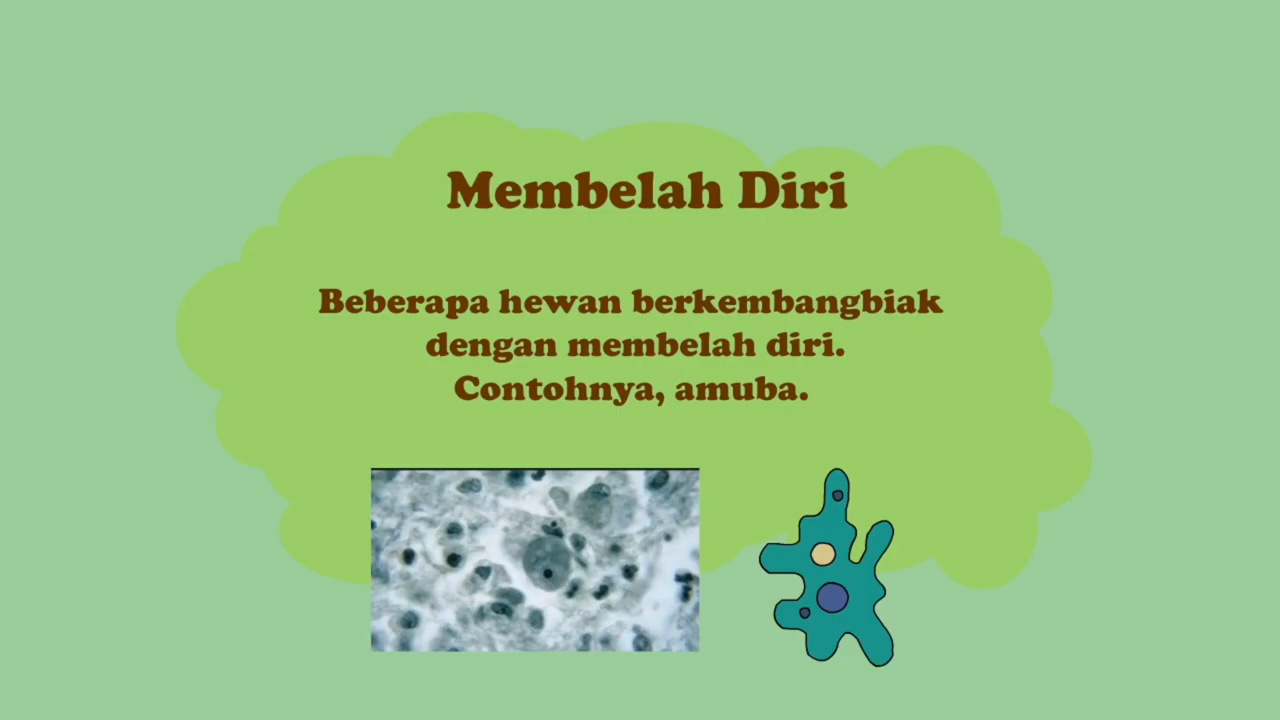 Membelah Diri
Beberapa hewan berkembangbiak
dengan membelah diri.
Contohnya, amuba.